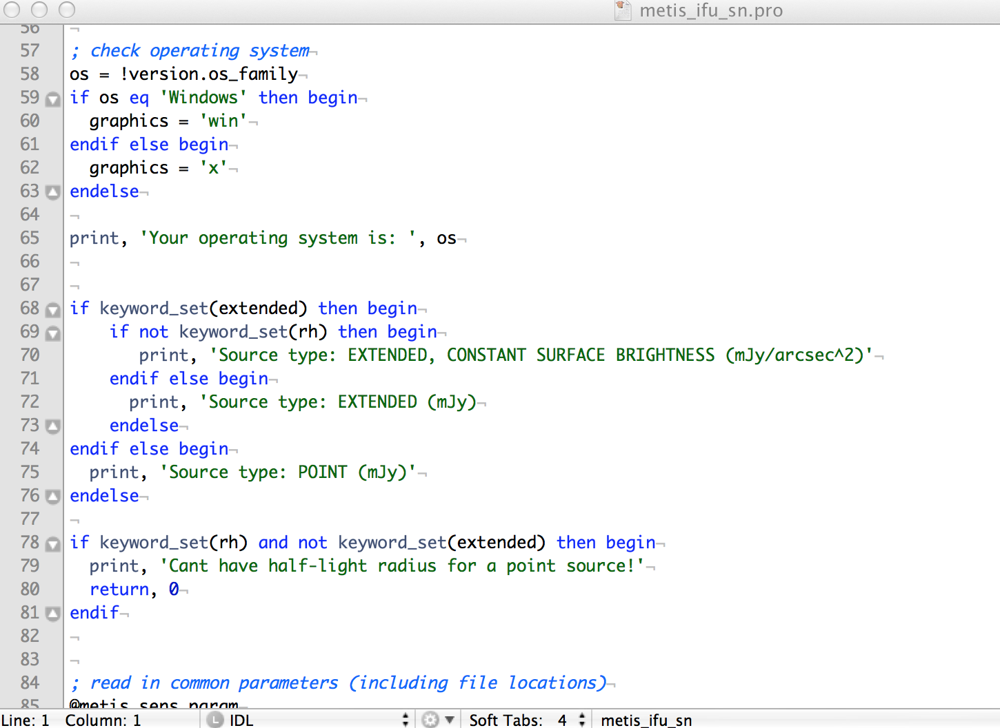 metis_ifu_sn.pro
56
57 ; check operating system¬
58 os = !version.os_family¬
59 if os eq 'Windows' then begin¬
60   graphics = 'win'¬
61 endif else begin¬
62   graphics = 'x'¬
63 endelse¬
64 ¬
65 print, 'Your operating system is: ', os¬
66 ¬
67 ¬
68 if keyword_set(extended) then begin¬
69     if not keyword_set(rh) then begin¬
70        print, 'Source type: EXTENDED, CONSTANT SURFACE BRIGHTNESS (mJy/arcsec^2)'¬
71     endif else begin¬
72       print, 'Source type: EXTENDED (mJy)¬
73     endelse¬
74 endif else begin¬
75   print, 'Source type: POINT (mJy)'¬
76 endelse¬
77 ¬
78 if keyword_set(rh) and not keyword_set(extended) then begin¬
79   print, 'Cant have half-light radius for a point source!'¬
80   return, 0¬
81 endif¬
82 ¬
83 ¬
84 ; read in common parameters (including file locations)¬
85 @metis_sens_param¬
Line: 1 Column: 1 L IDL Soft Tabs: 4 metis_ifu_sn